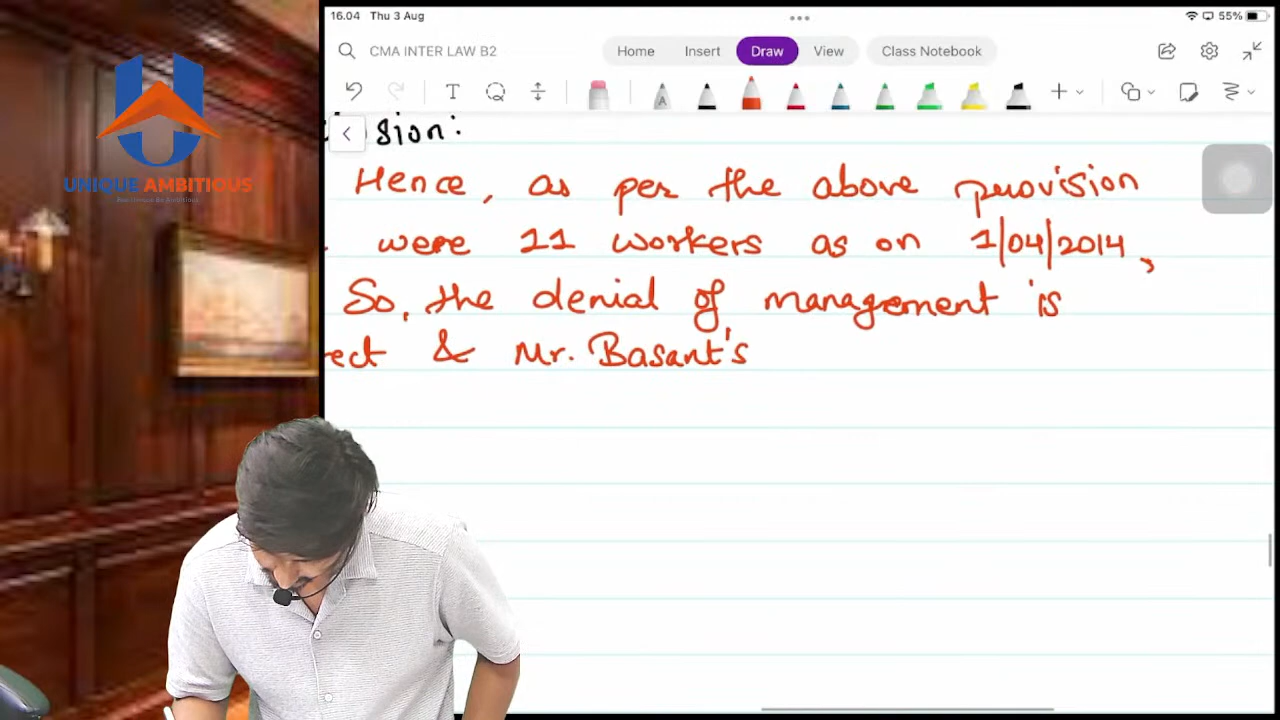 16.04 Thu 3 Aug
55%
CMA INTER LAW B2
Home Insert Draw View Class Notebook
sion:
Hence, as per the above provision
were 11 workers as on 1/04/2014,
So, the denial of management is
rect & Mr. Basant's
UNIQUE AMBITIOUS